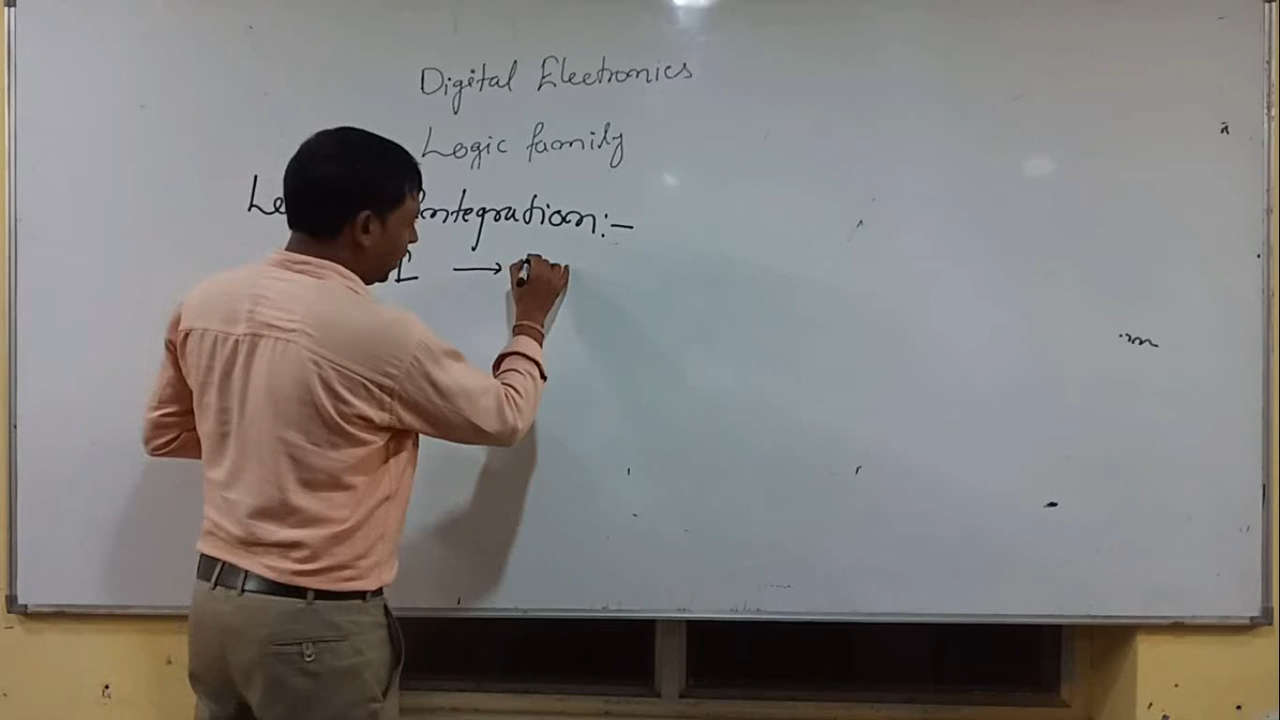 Digital Electronics
Logic family
Le Integration:-
I →